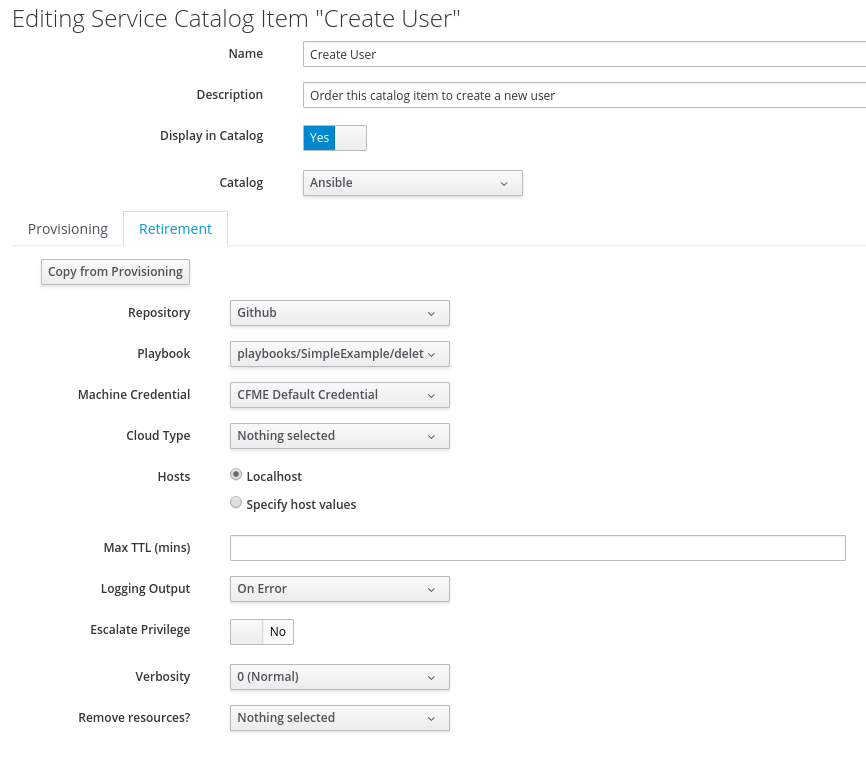 Editing Service Catalog Item "Create User"
Name Create User
Description Order this catalog item to create a new user
Display in Catalog Yes
Catalog Ansible
Provisioning Retirement
Copy from Provisioning
Repository Github
Playbook playbooks/SimpleExample/delet
Machine Credential CFME Default Credential
Cloud Type Nothing selected
Hosts Localhost
Specify host values
Max TTL (mins)
Logging Output On Error
Escalate Privilege No
Verbosity 0 (Normal)
Remove resources? Nothing selected